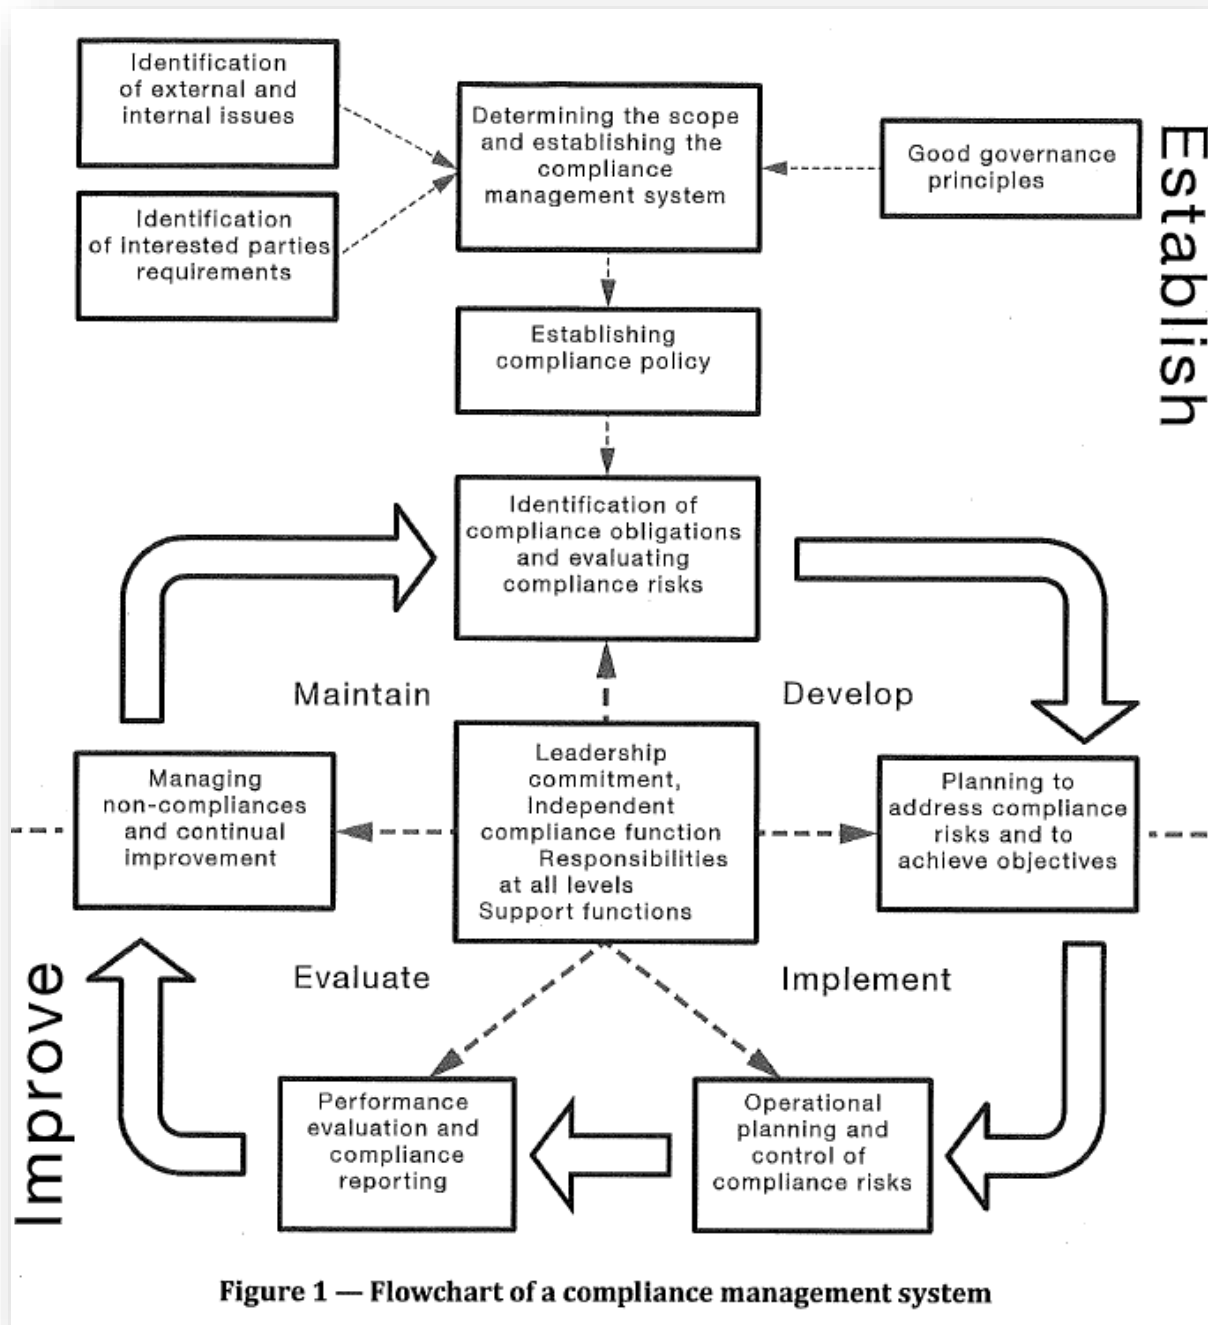 Identification
of external and
internal issues
Determining the scope
and establishing the
compliance
management system
Good governance
principles
Identification
of interested parties
requirements
Establish
Establishing
compliance policy
Identification of
compliance obligations
and evaluating
compliance risks
Maintain
Develop
Managing
non-compliances
and continual
improvement
Leadership
commitment,
Independent
compliance function
Responsibilities
at all levels
Support functions
Planning to
address compliance
risks and to
achieve objectives
Evaluate
Implement
Improve
Performance
evaluation and
compliance
reporting
Operational
planning and
control of
compliance risks
Figure 1 — Flowchart of a compliance management system